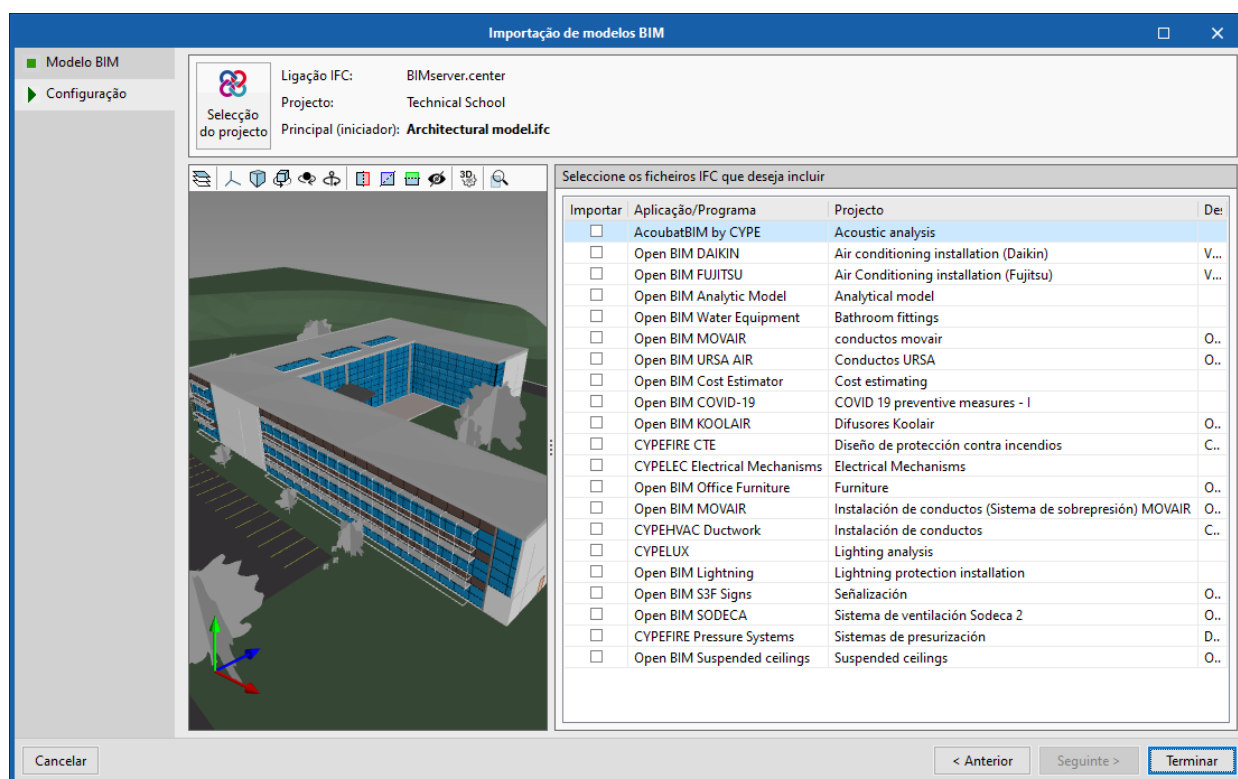 Importação de modelos BIM
Modelo BIM
Configuração
Selecção
do projecto
Ligação IFC: BIMserver.center
Projecto: Technical School
Principal (iniciador): Architectural model.ifc
3D
Seleccione os ficheiros IFC que deseja incluir
Importar Aplicação/Programa Projecto Des
AcoubatBIM by CYPE Acoustic analysis
Open BIM DAIKIN Air conditioning installation (Daikin) V...
Open BIM FUJITSU Air Conditioning installation (Fujitsu) V...
Open BIM Analytic Model Analytical model
Open BIM Water Equipment Bathroom fittings
Open BIM MOVAIR conductos movair O..
Open BIM URSA AIR Conductos URSA O..
Open BIM Cost Estimator Cost estimating
Open BIM COVID-19 COVID 19 preventive measures - I
Open BIM KOOLAIR Difusores Koolair O..
CYPEFIRE CTE Diseño de protección contra incendios C..
CYPELEC Electrical Mechanisms Electrical Mechanisms
Open BIM Office Furniture Furniture O..
Open BIM MOVAIR Instalación de conductos (Sistema de sobrepresión) MOVAIR O..
CYPEHVAC Ductwork Instalación de conductos C..
CYPELUX Lighting analysis
Open BIM Lightning Lightning protection installation
Open BIM S3F Signs Señalización O..
Open BIM SODECA Sistema de ventilación Sodeca 2 O..
CYPEFIRE Pressure Systems Sistemas de presurización D..
Open BIM Suspended ceilings Suspended ceilings O..
Cancelar
< Anterior
Seguinte >
Terminar